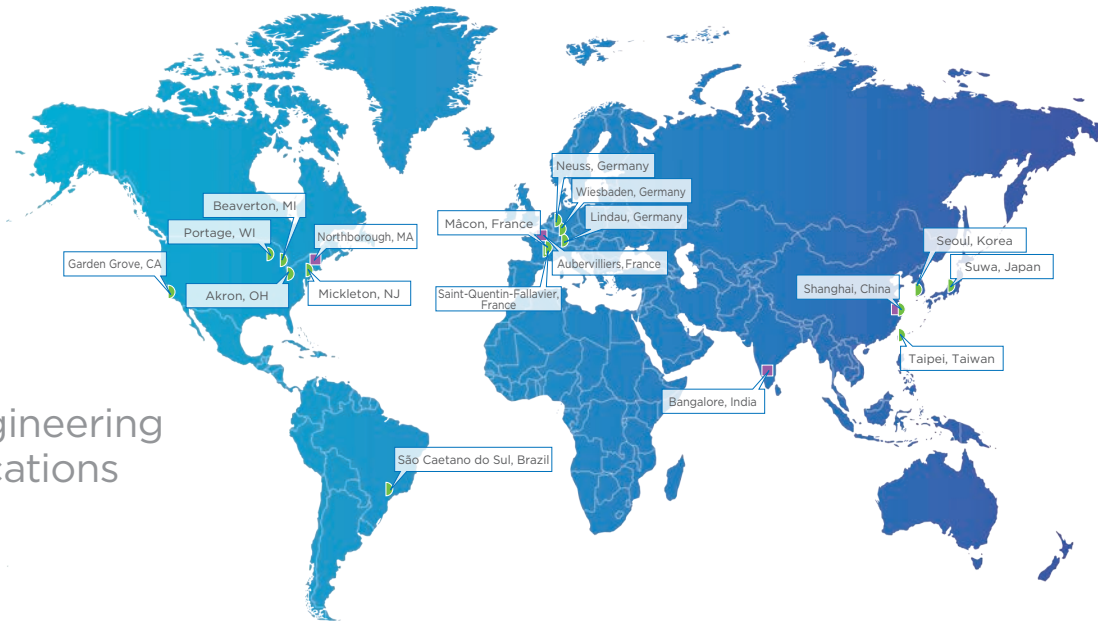 Neuss, Germany
Wiesbaden, Germany
Beaverton, MI
Lindau, Germany
Mâcon, France
Portage, WI
Northborough, MA
Seoul, Korea
Garden Grove, CA
Aubervilliers, France
Suwa, Japan
Shanghai, China
Akron, OH
Mickleton, NJ
Saint-Quentin-Fallavier,
France
Taipei, Taiwan
Bangalore, India
gineering
cations
São Caetano do Sul, Brazil